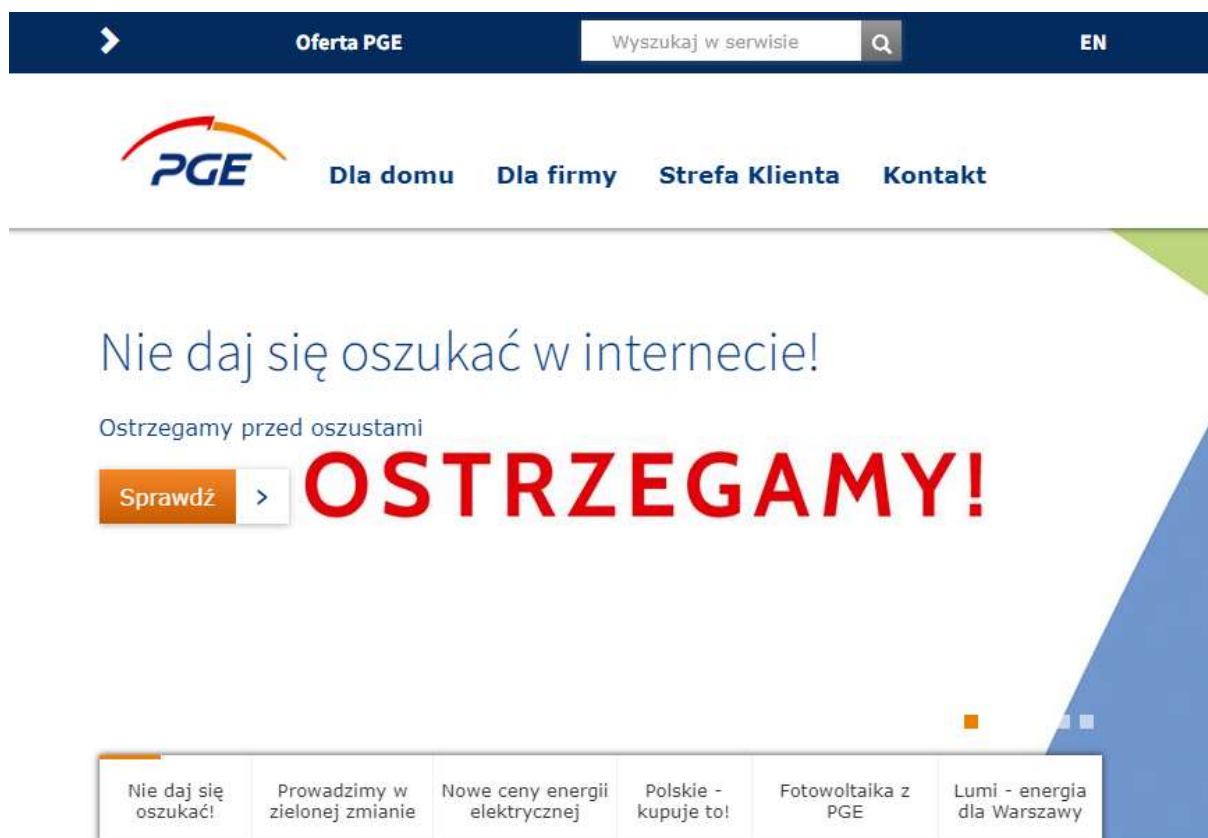 Oferta PGE
Wyszukaj w serwisie
EN
PGE
Dla domu Dla firmy Strefa Klienta Kontakt
Nie daj się oszukać w internecie!
Ostrzegamy przed oszustami
Sprawdź >
OSTRZEGAMY!
Nie daj się
oszukać!
Prowadzimy w
zielonej zmianie
Nowe ceny energii
elektrycznej
Polskie -
kupuje to!
Fotowoltaika z
PGE
Lumi - energia
dla Warszawy